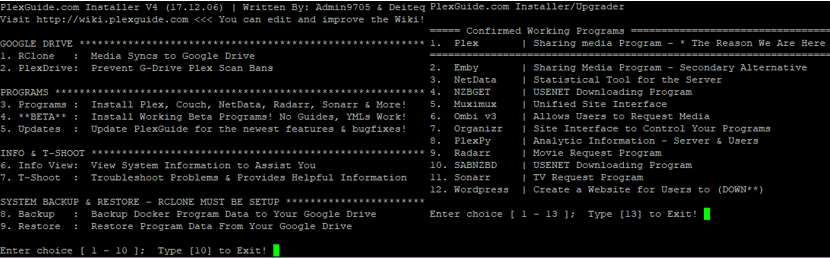 PlexGuide.com Installer V4 (17.12.06) | Written By: Admin9705 & Deiteq
Visit http://wiki.plexguide.com <<< You can edit and improve the Wiki!
GOOGLE DRIVE *****************************************************
1. RClone   :  Media Syncs to Google Drive
2. PlexDrive:  Prevent G-Drive Plex Scan Bans
PROGRAMS *********************************************************
3. Programs :  Install Plex, Couch, NetData, Radarr, Sonarr & More!
4. **BETA** :  Install Working Beta Programs! No Guides, YMLs Work!
5. Updates  :  Update PlexGuide for the newest features & bugfixes!
INFO & T-SHOOT ***************************************************
6. Info View:  View System Information to Assist You
7. T-Shoot  :  Troubleshoot Problems & Provides Helpful Information
SYSTEM BACKUP & RESTORE - RCLONE MUST BE SETUP ***********************
8. Backup   :  Backup Docker Program Data to Your Google Drive
9. Restore  :  Restore Program Data From Your Google Drive
Enter choice [ 1 - 10 ];  Type [10] to Exit!
PlexGuide.com Installer/Upgrader
===== Confirmed Working Programs ================================
1.  Plex      | Sharing media Program - * The Reason We Are Here
=================================================================
2.  Emby      | Sharing Media Program - Secondary Alternative
3.  NetData   | Statistical Tool for the Server
4.  NZBGET    | USENET Downloading Program
5.  Muximux   | Unified Site Interface
6.  Ombi v3   | Allows Users to Request Media
7.  Organizr  | Site Interface to Control Your Programs
8.  PlexPy    | Analytic Information - Server & Users
9.  Radarr    | Movie Request Program
10. SABNZBD   | USENET Downloading Program
11. Sonarr    | TV Request Program
12. Wordpress | Create a Website for Users to (DOWN**)
Enter choice [ 1 - 13 ];  Type [13] to Exit!